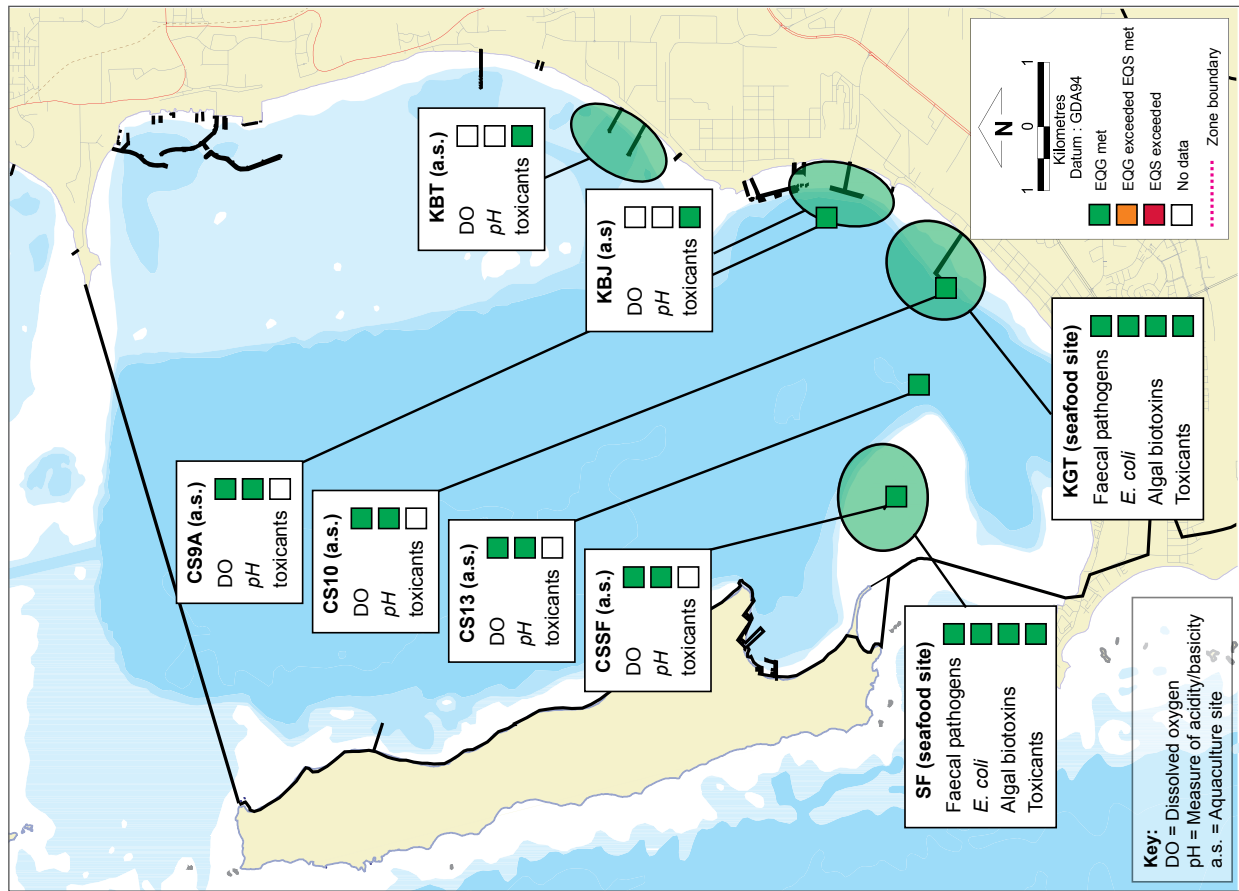 CS9A (a.s.)
DO
pH
toxicants
CS10 (a.s.)
DO
pH
toxicants
CS13 (a.s.)
DO
pH
toxicants
CSSF (a.s.)
DO
pH
toxicants
KBT (a.s.)
DO
pH
toxicants
KBJ (a.s)
DO
pH
toxicants
SF (seafood site)
Faecal pathogens
E. coli
Algal biotoxins
Toxicants
KGT (seafood site)
Faecal pathogens
E. coli
Algal biotoxins
Toxicants
Key:
DO = Dissolved oxygen
pH = Measure of acidity/basicity
a.s. = Aquaculture site
N
1 0 1
Kilometres
Datum : GDA94
EQG met
EQG exceeded EQS met
EQS exceeded
No data
Zone boundary